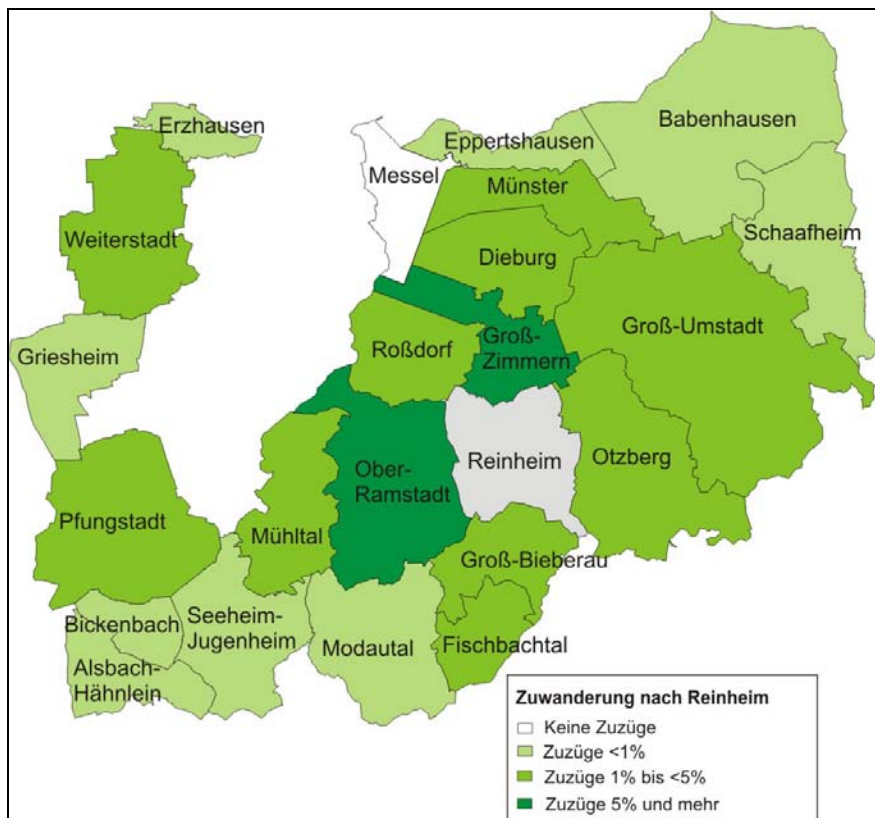 Erzhausen
Babenhausen
Eppertshausen
Messel
Münster
Schaafheim
Weiterstadt
Dieburg
Groß-Umstadt
Griesheim
Roßdorf
Groß-
Zimmern
Ober-
Ramstadt
Reinheim
Otzberg
Pfungstadt
Mühltal
Groß-Bieberau
Bickenbach
Seeheim-
Jugenheim
Modautal
Fischbachtal
Alsbach-
Hähnlein
Zuwanderung nach Reinheim
Keine Zuzüge
Zuzüge <1%
Zuzüge 1% bis <5%
Zuzüge 5% und mehr